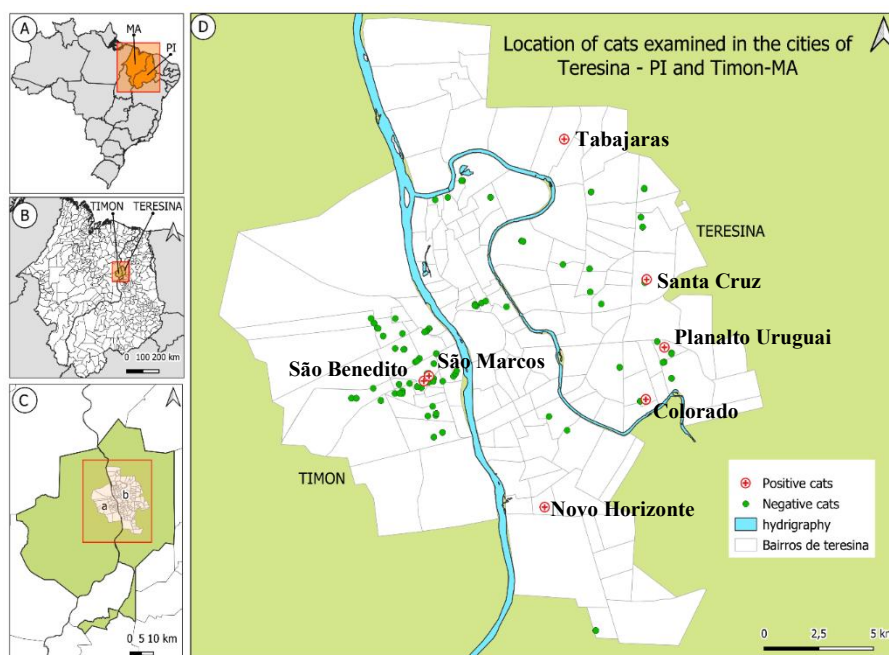 A
MA
PI
B
TIMON
TERESINA
0 100 200 km
C
b
a
0 5 10 km
D
Location of cats examined in the cities of
Teresina - PI and Timon-MA
Tabajaras
TERESINA
Santa Cruz
Planalto Uruguai
São Marcos
São Benedito
Colorado
TIMON
Novo Horizonte
Positive cats
Negative cats
hydrigraphy
Bairros de teresina
0 2,5 5 km